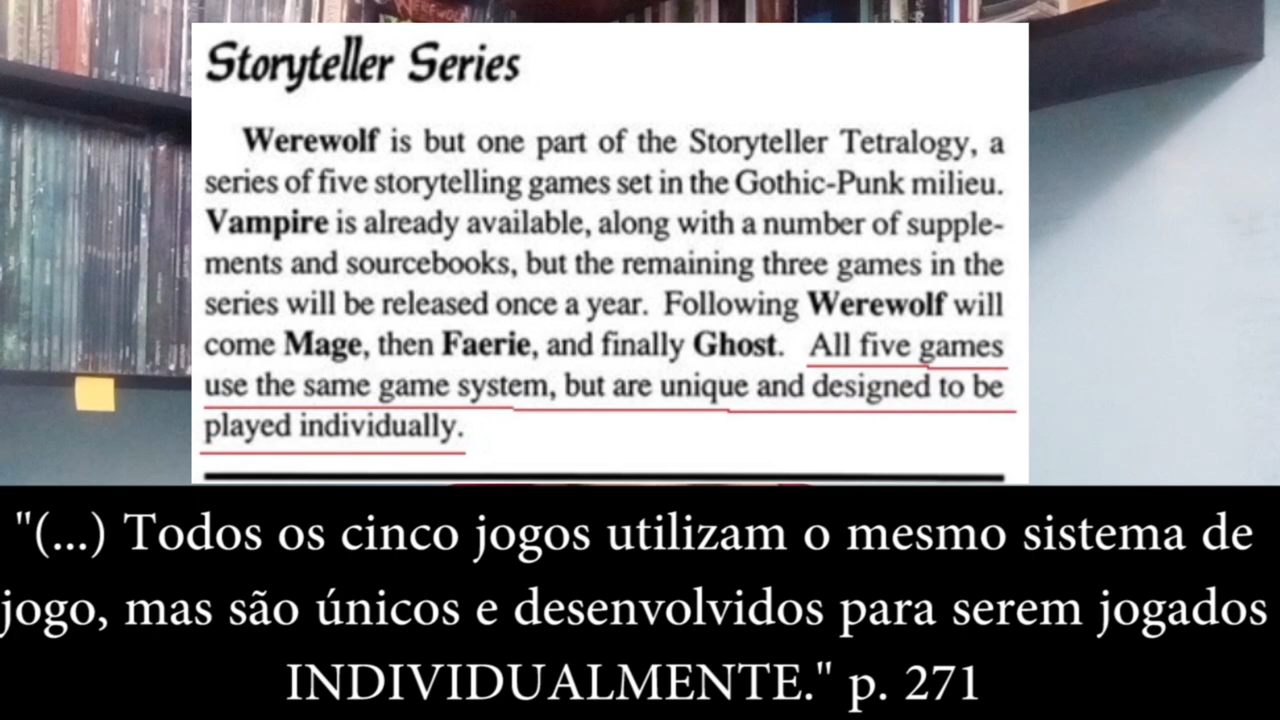 Storyteller Series
Werewolf is but one part of the Storyteller Tetralogy, a
series of five storytelling games set in the Gothic-Punk milieu.
Vampire is already available, along with a number of supple-
ments and sourcebooks, but the remaining three games in the
series will be released once a year. Following Werewolf will
come Mage, then Faerie, and finally Ghost. All five games
use the same game system, but are unique and designed to be
played individually.
"(...) Todos os cinco jogos utilizam o mesmo sistema de
jogo, mas são únicos e desenvolvidos para serem jogados
INDIVIDUALMENTE." p. 271